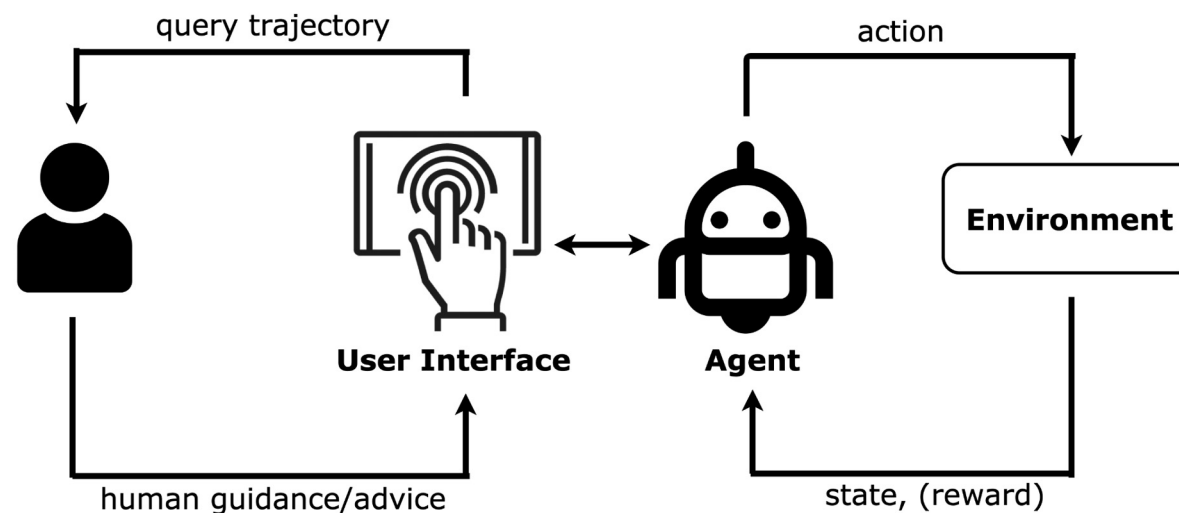 query trajectory
action
Environment
User Interface
Agent
human guidance/advice
state, (reward)